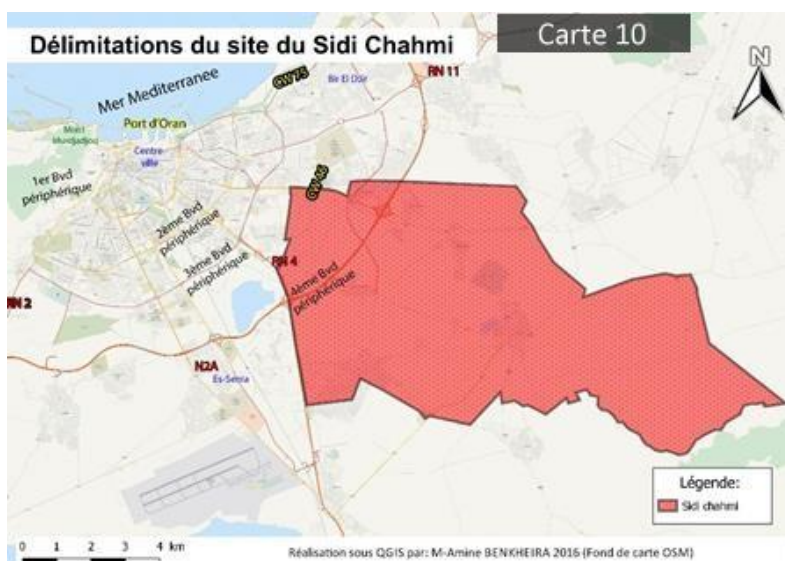 Délimitations du site du Sidi Chahmi
Carte 10
N
CW 75
Bir El Djir
RN 11
Mer Mediterranee
Port d'Oran
Centre
ville
Murdjadjou
1er Bvd
périphérique
2ème Bvd
périphérique
3ème Bvd
périphérique
RN 4
4ème Bvd
périphérique
RN 2
N2A
Es-Senia
Légende:
Sidi chahmi
0 1 2 3 4 km
Réalisation sous QGIS par: M-Amine BENKHEIRA 2016 (Fond de carte OSM)